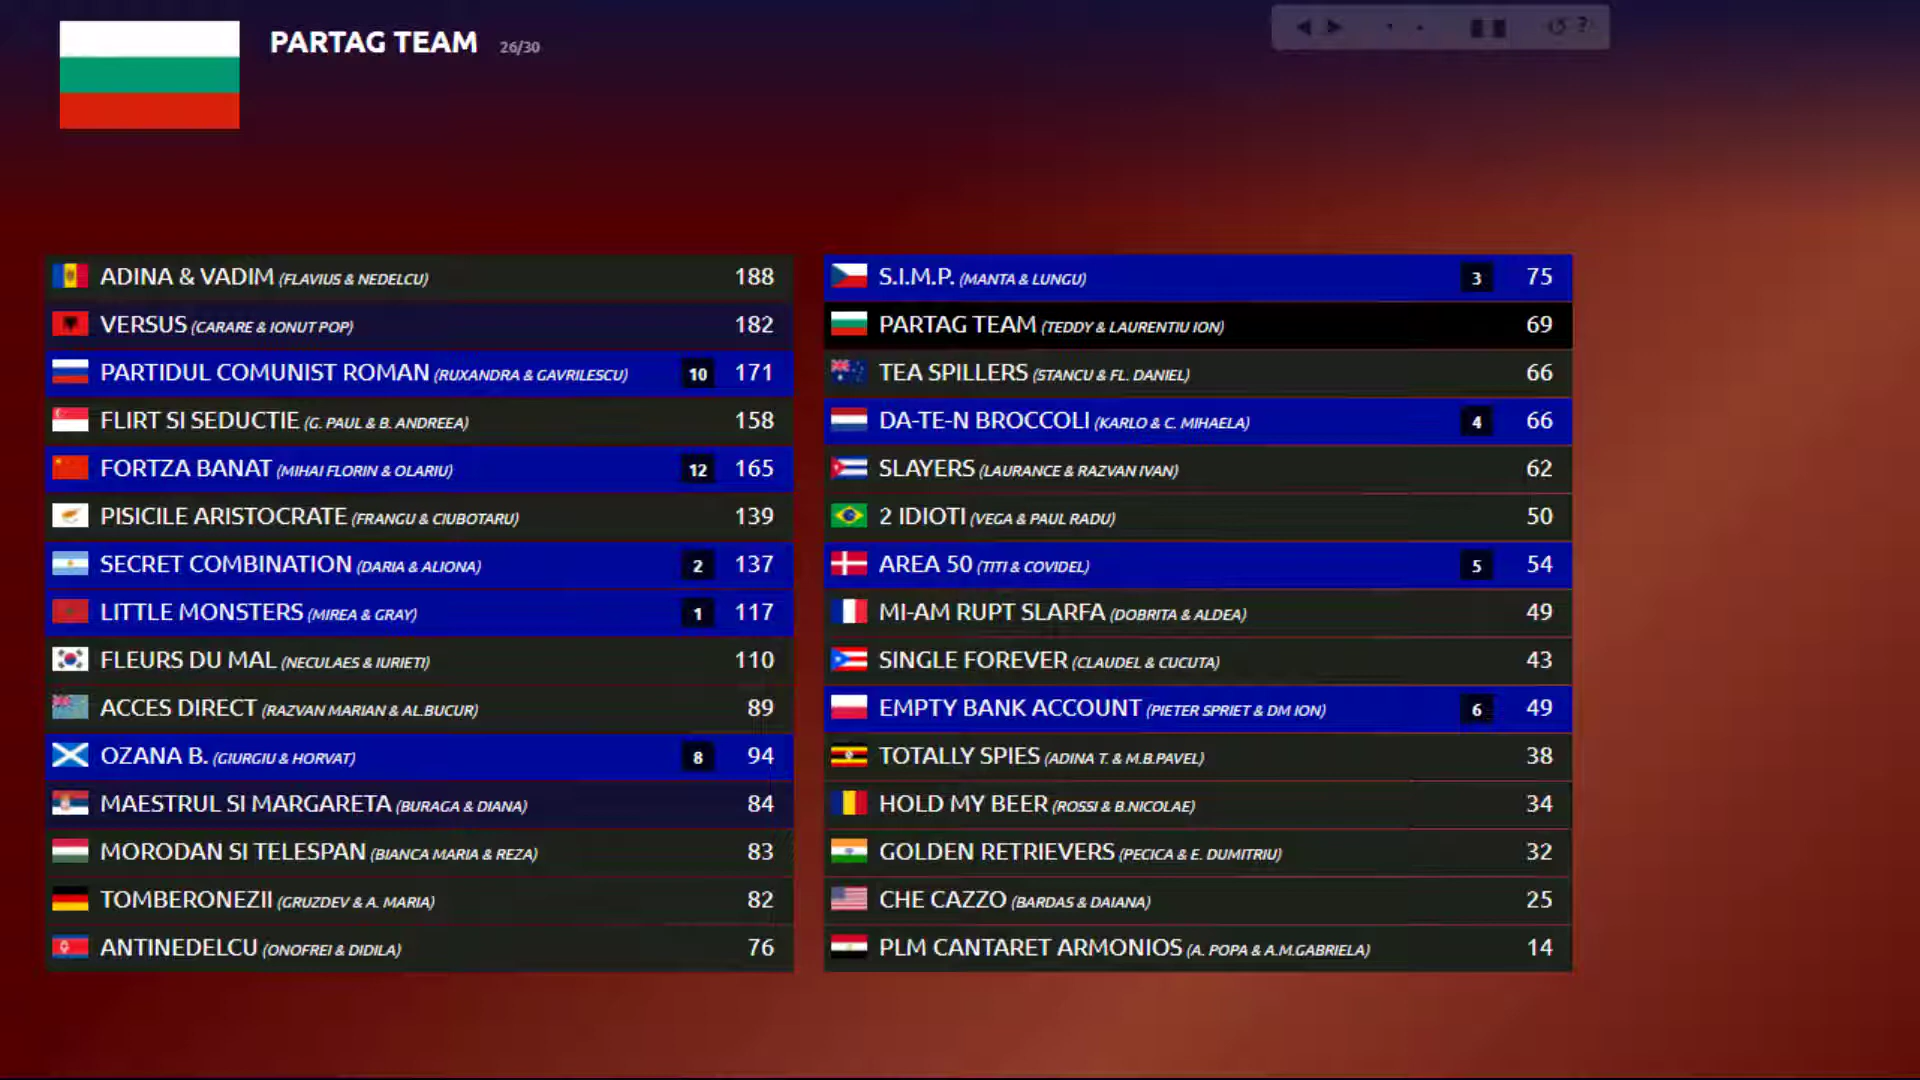 PARTAG TEAM 26/30
ADINA & VADIM (FLAVIUS & NEDELCU) 188
VERSUS (CARARE & IONUT POP) 182
PARTIDUL COMUNIST ROMAN (RUXANDRA & GAVRILESCU) 10 171
FLIRT SI SEDUCTIE (G. PAUL & B. ANDREEA) 158
FORTZA BANAT (MIHAI FLORIN & OLARIU) 12 165
PISICILE ARISTOCRATE (FRANGU & CIUBOTARU) 139
SECRET COMBINATION (DARIA & ALIONA) 2 137
LITTLE MONSTERS (MIREA & GRAY) 1 117
FLEURS DU MAL (NECULAES & IURIETI) 110
ACCES DIRECT (RAZVAN MARIAN & AL.BUCUR) 89
OZANA B. (GIURGIU & HORVAT) 8 94
MAESTRUL SI MARGARETA (BURAGA & DIANA) 84
MORODAN SI TELESPAN (BIANCA MARIA & REZA) 83
TOMBERONEZII (GRUZDEV & A. MARIA) 82
ANTINEDELCU (ONOFREI & DIDILA) 76
S.I.M.P. (MANTA & LUNGU) 3 75
PARTAG TEAM (TEDDY & LAURENTIU ION) 69
TEA SPILLERS (STANCU & FL. DANIEL) 66
DA-TE-N BROCCOLI (KARLO & C. MIHAELA) 4 66
SLAYERS (LAURANCE & RAZVAN IVAN) 62
2 IDIOTI (VEGA & PAUL RADU) 50
AREA 50 (TITI & COVIDEL) 5 54
MI-AM RUPT SLARFA (DOBRITA & ALDEA) 49
SINGLE FOREVER (CLAUDEL & CUCUTA) 43
EMPTY BANK ACCOUNT (PIETER SPRIET & DM ION) 6 49
TOTALLY SPIES (ADINA T. & M.B.PAVEL) 38
HOLD MY BEER (ROSSI & B.NICOLAE) 34
GOLDEN RETRIEVERS (PECICA & E. DUMITRIU) 32
CHE CAZZO (BARDAS & DAIANA) 25
PLM CANTARET ARMONIOS (A. POPA & A.M.GABRIELA) 14